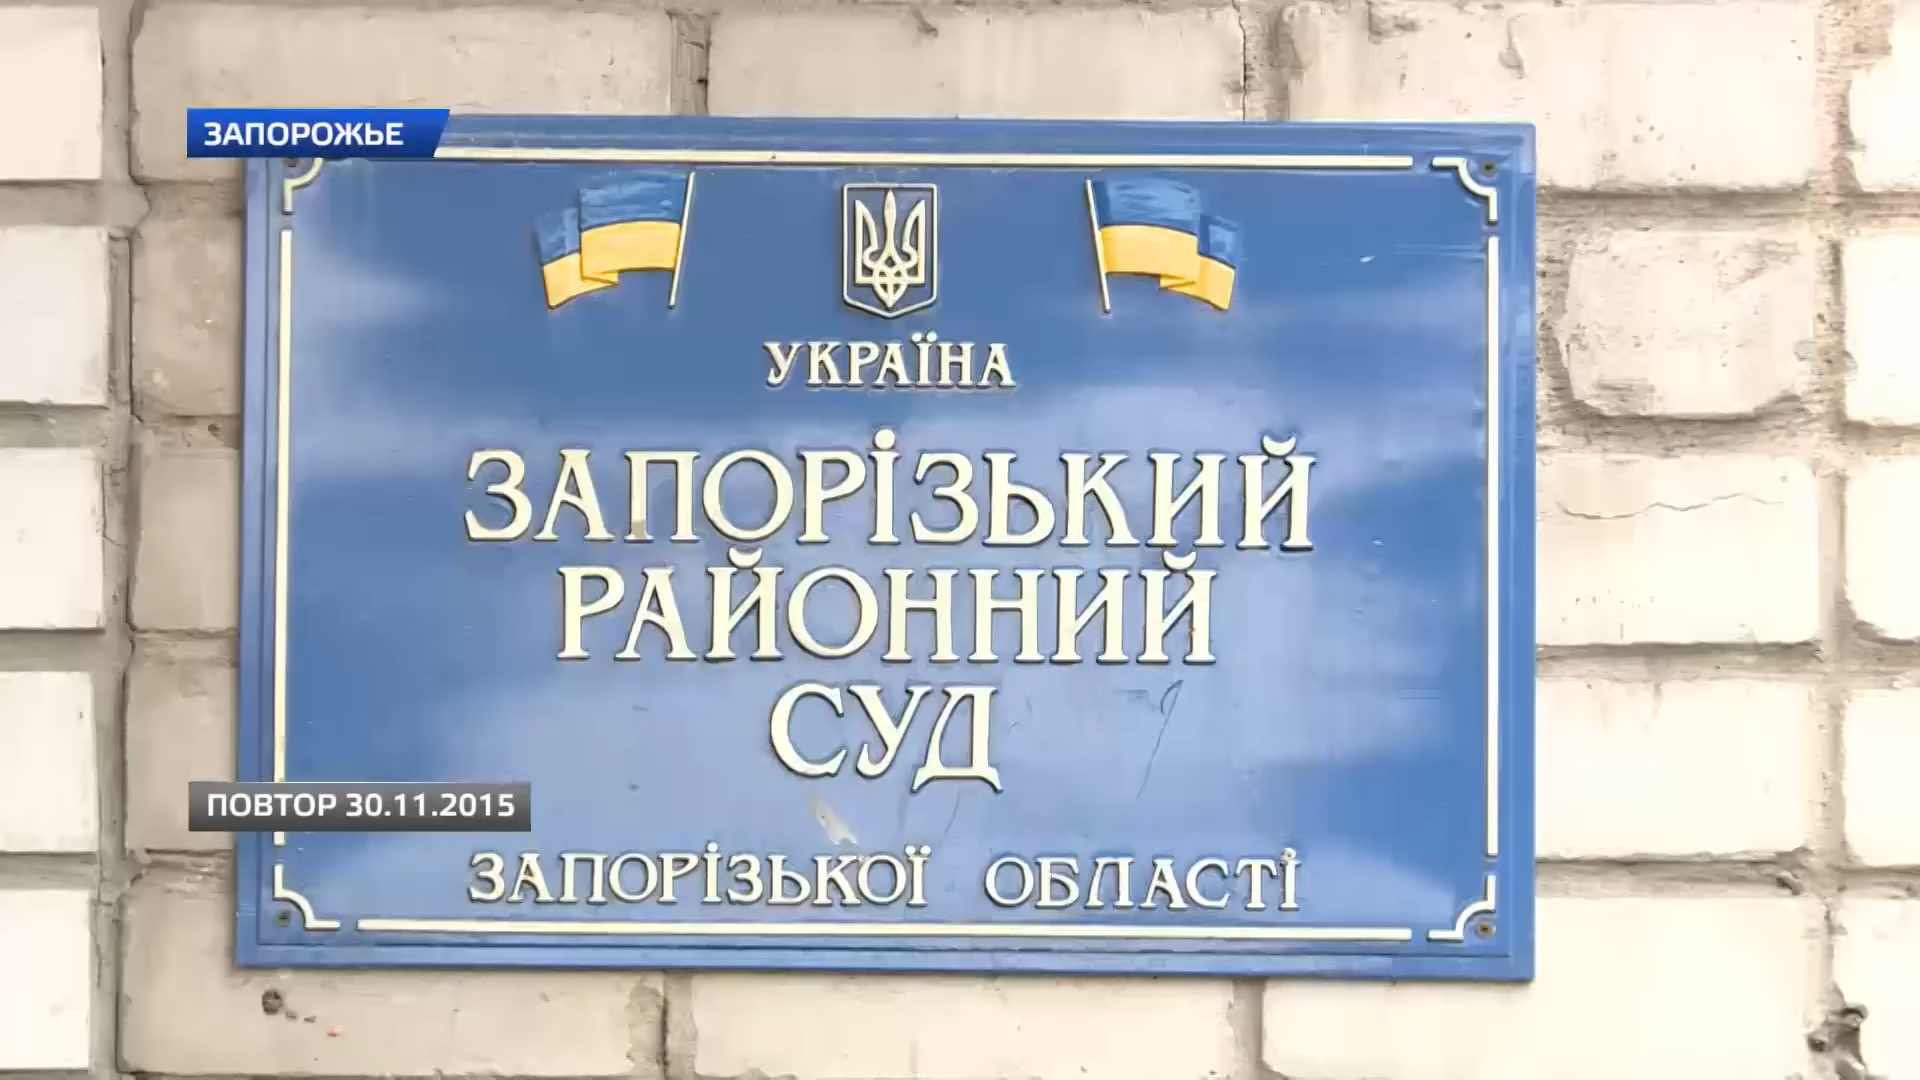 ЗАПОРОЖЬЕ
УКРАЇНА
ЗАПОРІЗЬКИЙ
РАЙОННИЙ
СУД
ПОВТОР 30.11.2015
ЗАПОРІЗЬКОЇ ОБЛАСТІ